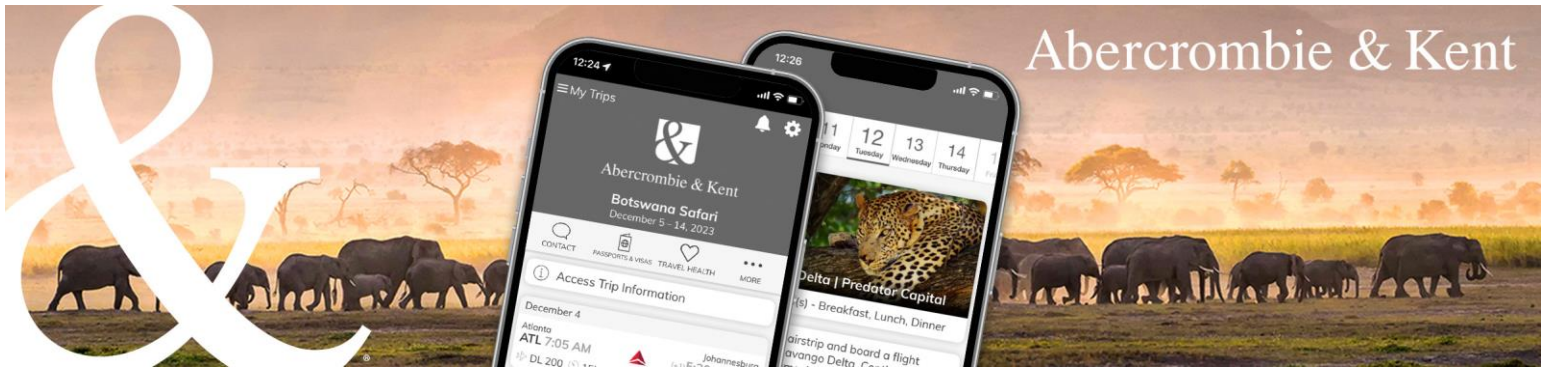 &
®
Abercrombie & Kent
12:24
My Trips
&
Abercrombie & Kent
Botswana Safari
December 5 - 14, 2023
CONTACT
PASSPORTS & VISAS
TRAVEL HEALTH
MORE
Access Trip Information
December 4
Atlanta
ATL 7:05 AM
DL 200
Johannesburg
12:26
11
12
Tuesday
13
Wednesday
14
Thursday
Delta | Predator Capital
(s) - Breakfast, Lunch, Dinner
airstrip and board a flight